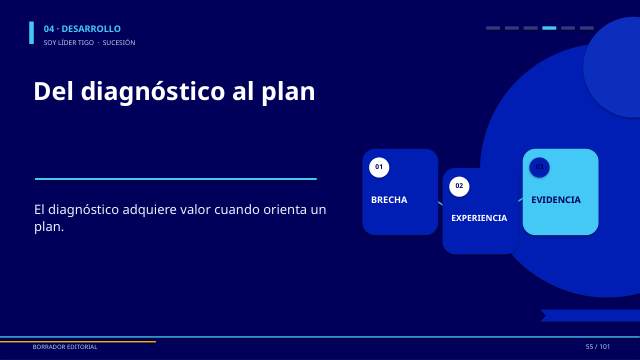 04 · DESARROLLO
SOY LÍDER TIGO · SUCESIÓN
Del diagnóstico al plan
El diagnóstico adquiere valor cuando orienta un
plan.
01
BRECHA
02
EXPERIENCIA
03
EVIDENCIA
BORRADOR EDITORIAL
55 / 101